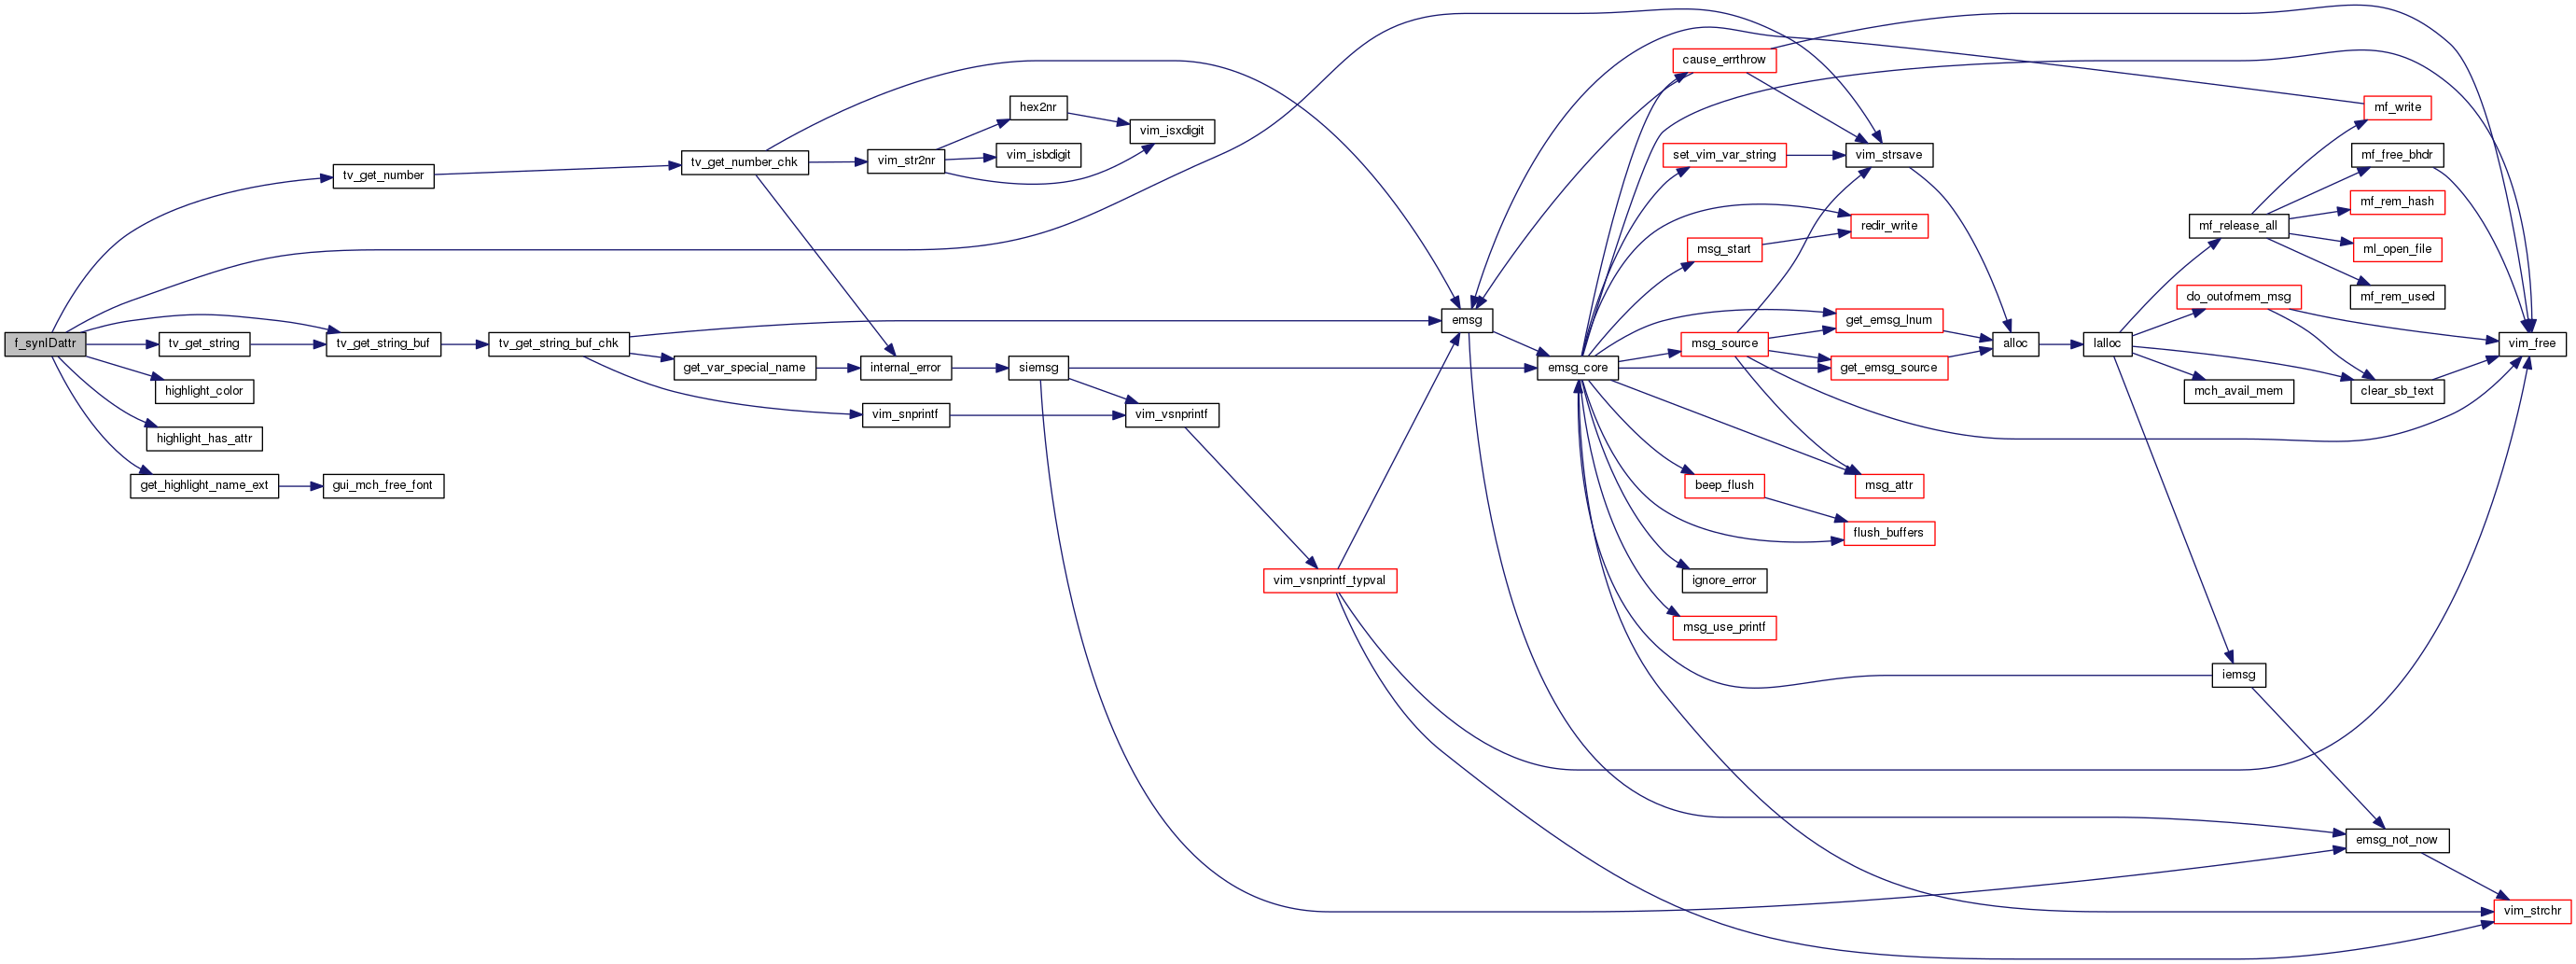 f_synIDattr
tv_get_number
tv_get_string
highlight_color
highlight_has_attr
get_highlight_name_ext
gui_mch_free_font
tv_get_string_buf
tv_get_string_buf_chk
tv_get_number_chk
get_var_special_name
vim_snprintf
internal_error
vim_str2nr
hex2nr
vim_isbdigit
vim_isxdigit
siemsg
vim_vsnprintf
vim_vsnprintf_typval
emsg
emsg_core
cause_errthrow
set_vim_var_string
msg_start
msg_source
beep_flush
ignore_error
msg_use_printf
vim_strsave
redir_write
get_emsg_lnum
get_emsg_source
msg_attr
flush_buffers
alloc
lalloc
mf_release_all
do_outofmem_msg
mch_avail_mem
iemsg
mf_write
mf_free_bhdr
mf_rem_hash
ml_open_file
mf_rem_used
clear_sb_text
emsg_not_now
vim_free
vim_strchr